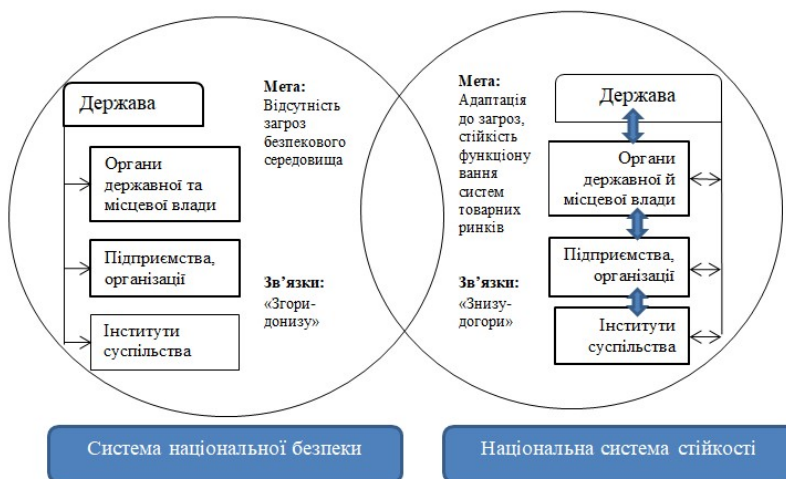 Держава
Органи
державної та
місцевої влади
Підприємства,
організації
Інститути
суспільства
Мета:
Відсутність
загроз
безпекового
середовища
Зв’язки:
«Згори-
донизу»
Мета:
Адаптація
до загроз,
стійкість
функціону
вання
систем
товарних
ринків
Зв’язки:
«Знизу-
догори»
Держава
Органи
державної й
місцевої влади
Підприємства,
організації
Інститути
суспільства
Система національної безпеки
Національна система стійкості